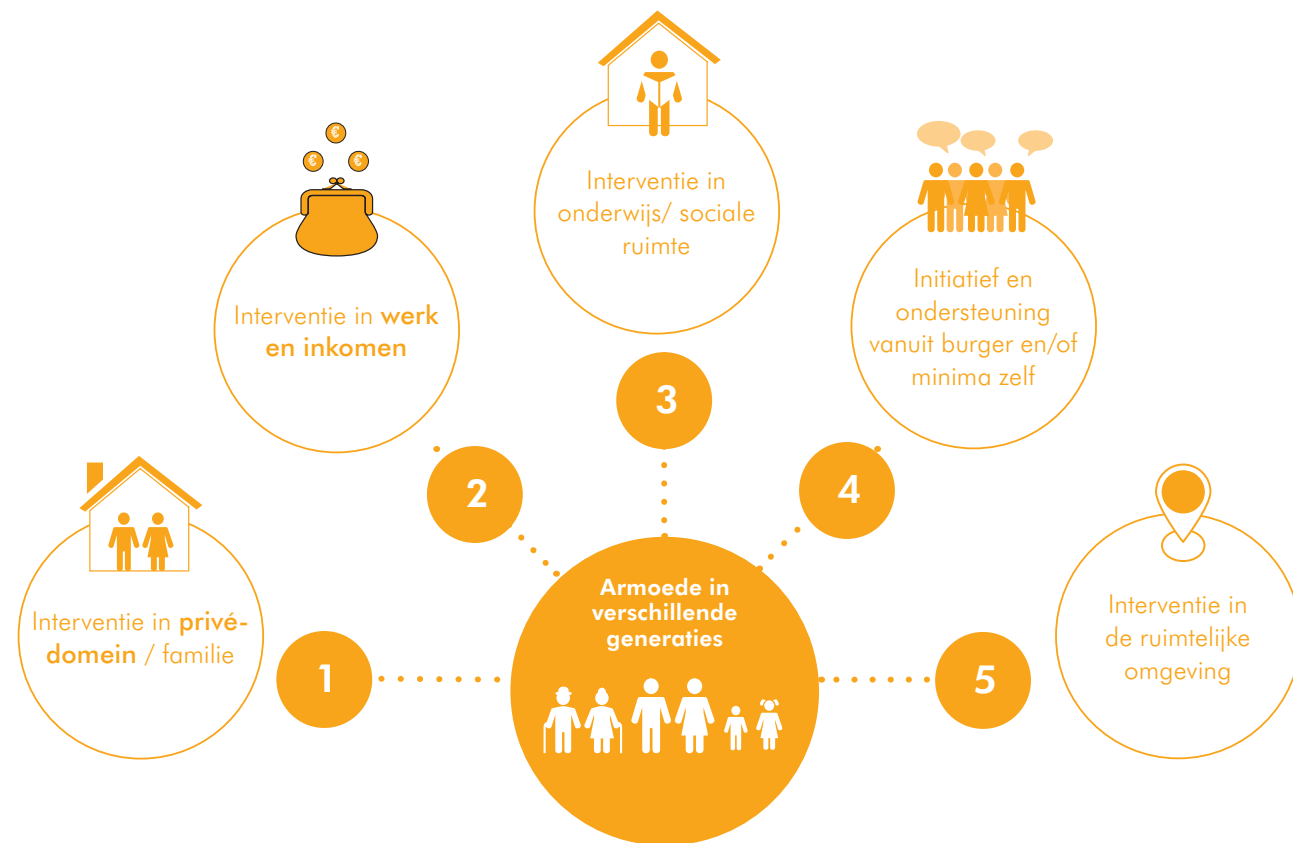 €
€
€
Interventie in
onderwijs/ sociale
ruimte
Initiatief en
ondersteuning
vanuit burger en/of
minima zelf
Interventie in werk
en inkomen
3
2
4
Armoede in
verschillende
generaties
Interventie in privé-
domein / familie
1
5
Interventie in
de ruimtelijke
omgeving